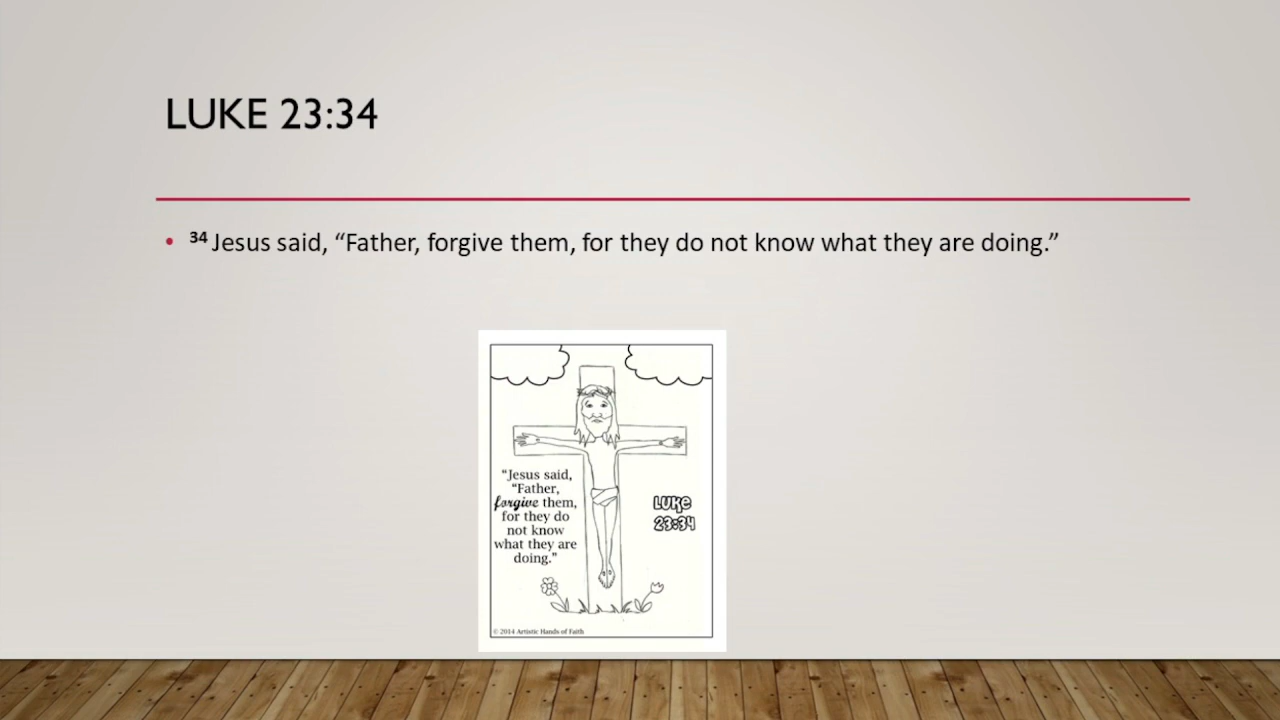 LUKE 23:34
• ³⁴ Jesus said, “Father, forgive them, for they do not know what they are doing.”
“Jesus said,
“Father,
forgive them,
for they do
not know
what they are
doing.”
LUKE
23:34
© 2014 Artistic Hands of Faith